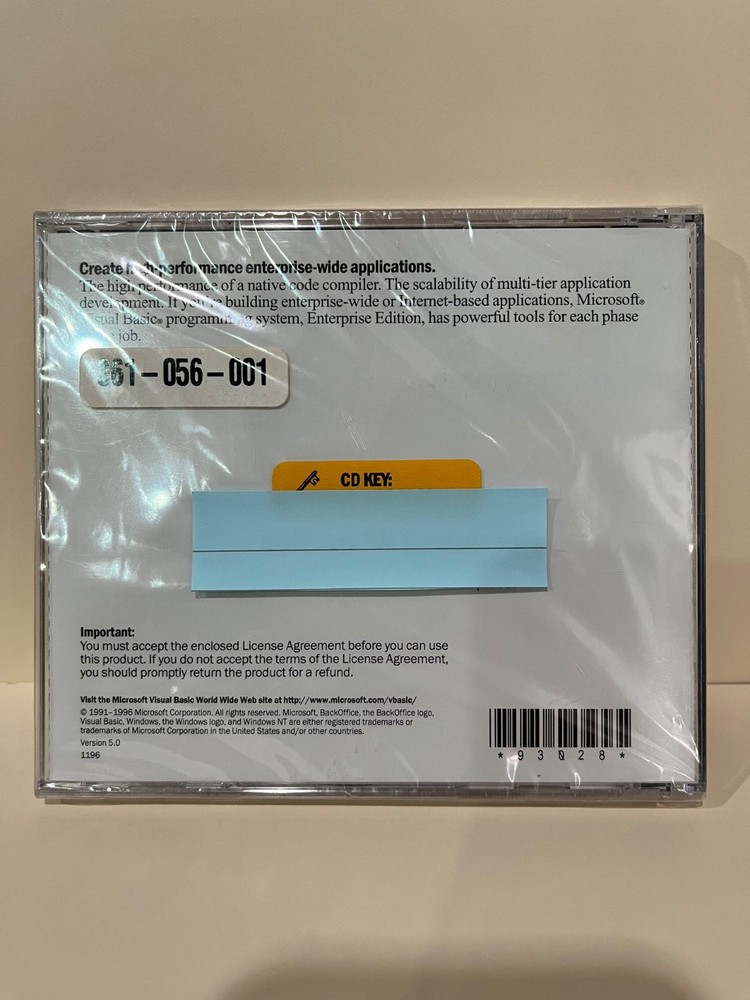 Create high-performance enterprise-wide applications.
The high performance of a native code compiler. The scalability of multi-tier application
development. If you're building enterprise-wide or Internet-based applications, Microsoft®
Visual Basic® programming system, Enterprise Edition, has powerful tools for each phase
job.
061-056-001
CD KEY:
Important:
You must accept the enclosed License Agreement before you can use
this product. If you do not accept the terms of the License Agreement,
you should promptly return the product for a refund.
Visit the Microsoft Visual Basic World Wide Web site at http://www.microsoft.com/vbasic/
© 1991–1996 Microsoft Corporation. All rights reserved. Microsoft, BackOffice, the BackOffice logo,
Visual Basic, Windows, the Windows logo, and Windows NT are either registered trademarks or
trademarks of Microsoft Corporation in the United States and/or other countries.
Version 5.0
1196
*93028*